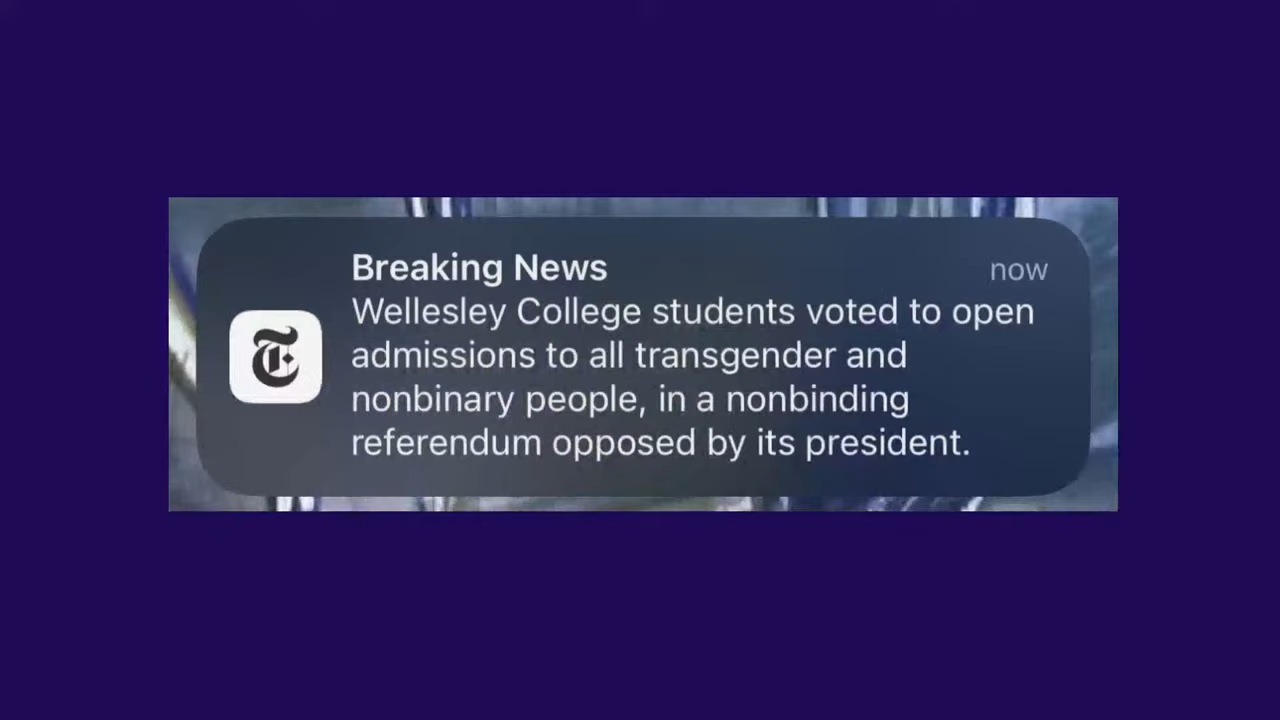 Breaking News
now
Wellesley College students voted to open
admissions to all transgender and
nonbinary people, in a nonbinding
referendum opposed by its president.